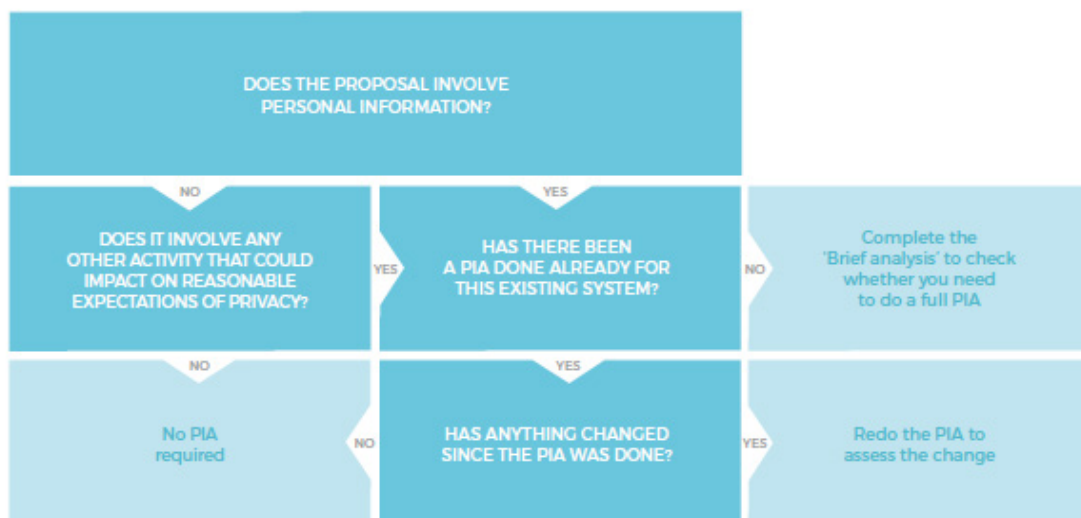 DOES THE PROPOSAL INVOLVE
PERSONAL INFORMATION?
NO
YES
DOES IT INVOLVE ANY
OTHER ACTIVITY THAT COULD
IMPACT ON REASONABLE
EXPECTATIONS OF PRIVACY?
YES
HAS THERE BEEN
A PIA DONE ALREADY FOR
THIS EXISTING SYSTEM?
NO
Complete the
'Brief analysis' to check
whether you need
to do a full PIA
NO
YES
No PIA
required
NO
HAS ANYTHING CHANGED
SINCE THE PIA WAS DONE?
YES
Redo the PIA to
assess the change